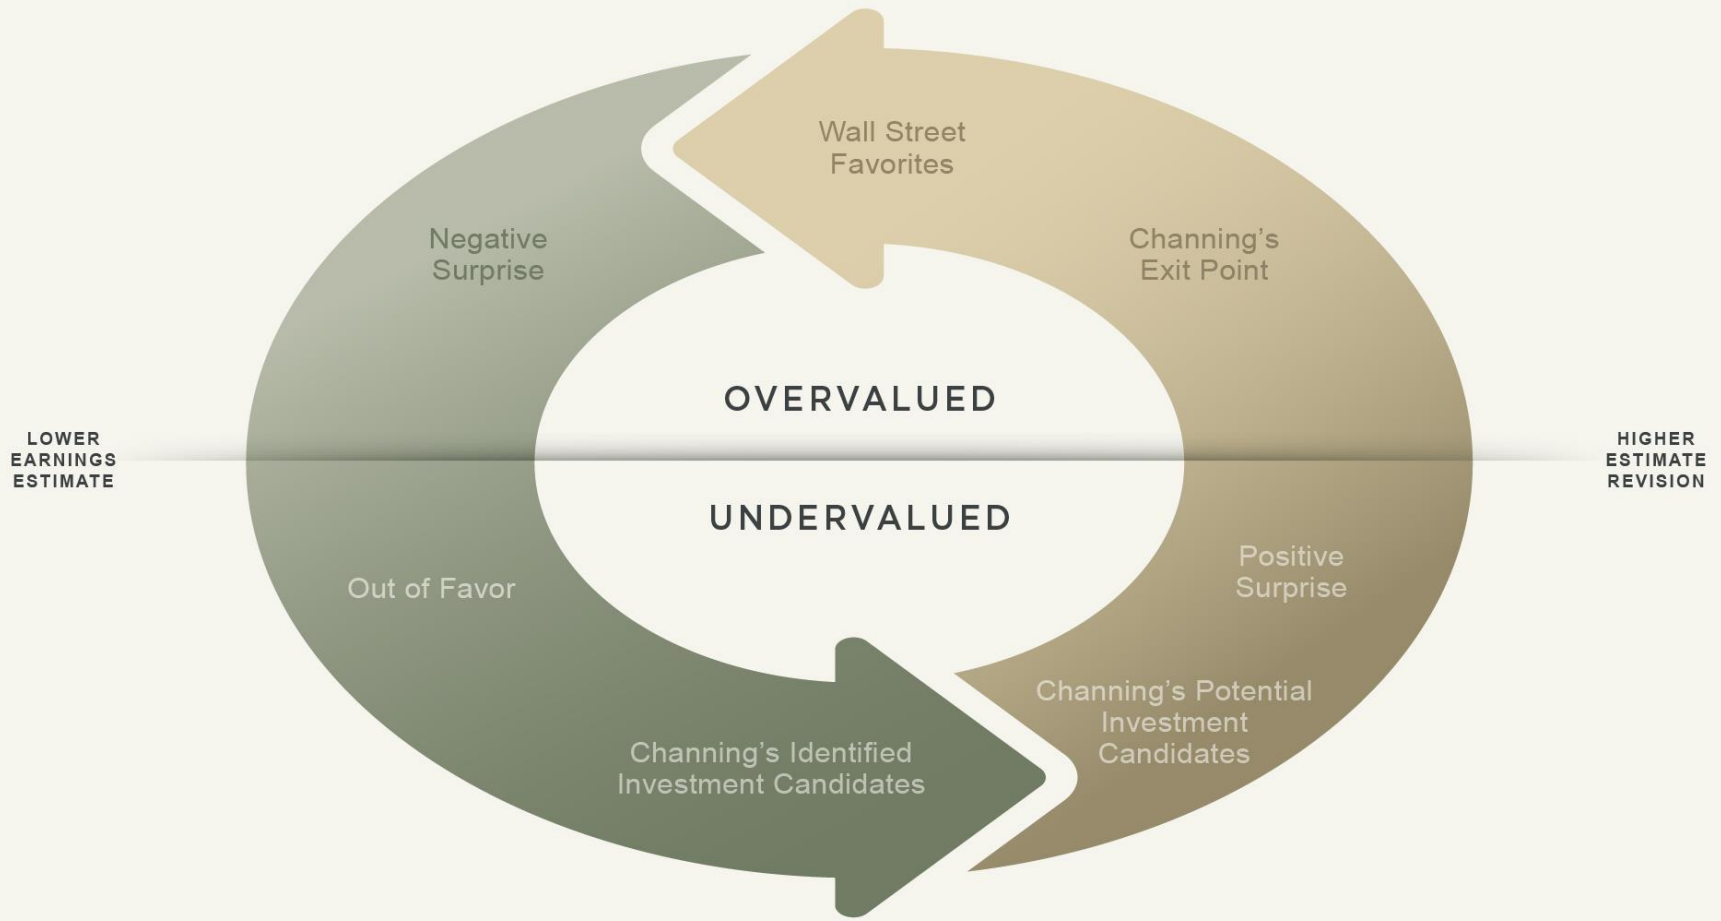 Wall Street
Favorites
Negative
Surprise
Channing’s
Exit Point
OVERVALUED
LOWER
EARNINGS
ESTIMATE
HIGHER
ESTIMATE
REVISION
UNDERVALUED
Out of Favor
Positive
Surprise
Channing’s Potential
Investment
Candidates
Channing’s Identified
Investment Candidates